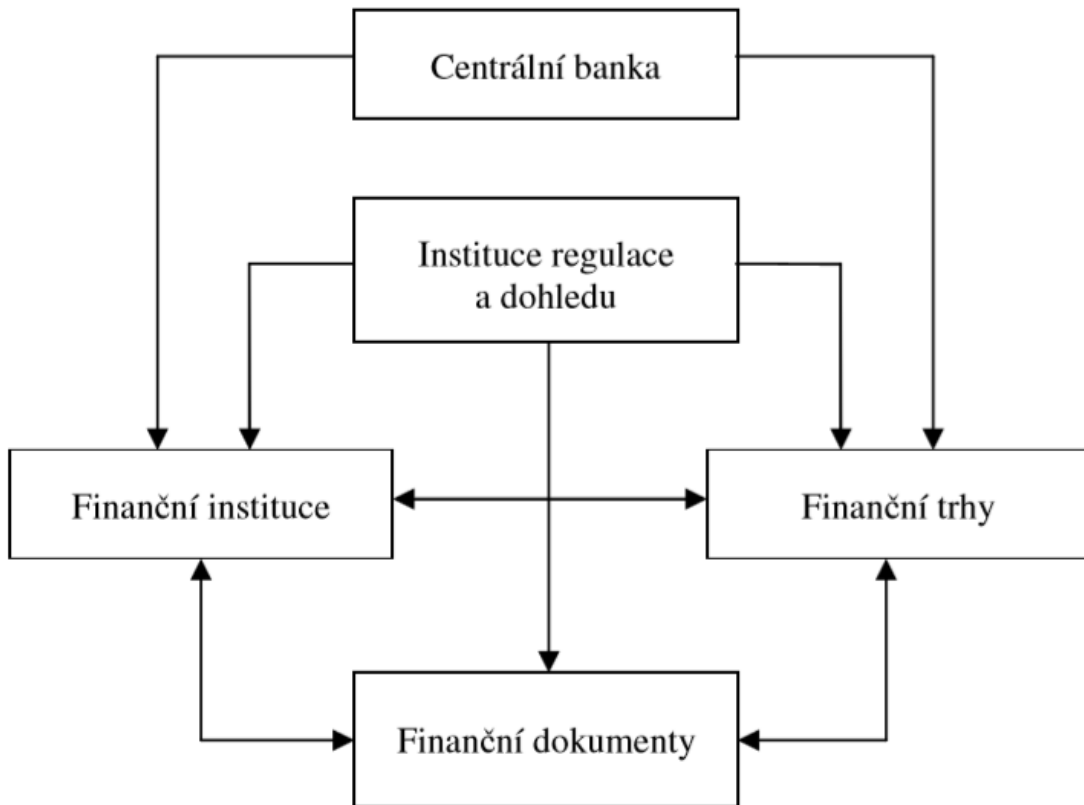 Centrální banka
Instituce regulace
a dohledu
Finanční instituce
Finanční trhy
Finanční dokumenty